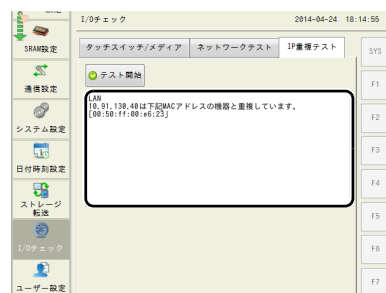 I/Oチェック
2014-04-24 18:14:55
SRAM設定
通信設定
システム設定
日付時刻設定
ストレージ
転送
I/Oチェック
ユーザー設定
タッチスイッチ/メディア
ネットワークテスト
IP重複テスト
テスト開始
LAN
10.91.130.40は下記MACアドレスの機器と重複しています。
[00:50:ff:00:e6:23]
SYS
F1
F2
F3
F4
F5
F6
F7